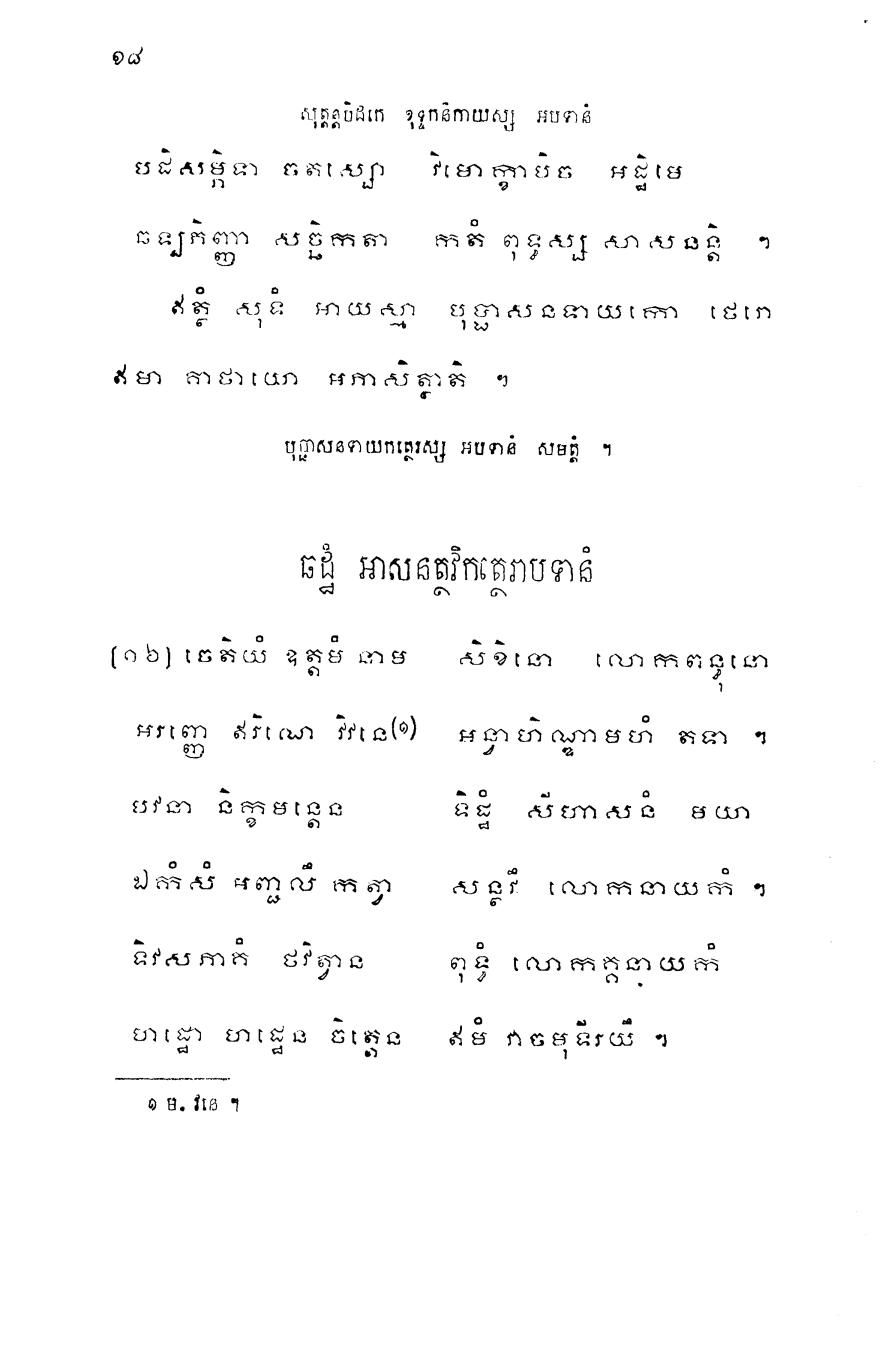 ១៨
សុត្តន្តបិដកេ ខុទ្ទកនិកាយស្ស អបទានំ
បដិសម្ភិទា ចតស្សោ វិមោក្ខាបិច អដ្ឋិមេ
ឆឡភិញ្ញា សច្ឆិកតា កតំ ពុទ្ធស្ស សាសនន្តិ ។
ឥត្ថំ សុទំ អាយស្មា បុប្ផាសនទាយកោ ថេរោ
ឥមា គាថាយោ អភាសិត្ថាតិ ។
បុប្ផាសនទាយកត្ថេរស្ស អបទានំ សមត្តំ ។
ឆដ្ឋំ អាសនត្ថវិកត្ថេរាបទានំ
[១៦] ចេតិយំ ឧត្តមំ នាម សិខិនោ លោកពន្ធុនោ
អរញ្ញេ ឥរិណេ វិវនេ(១) អន្វាហិណ្ឌាមហំ តទា ។
បវនា និក្ខមន្តេន ទិដ្ឋំ សីហាសនំ មយា
ឯកំសំ អញ្ជលឹ កត្វា សន្ថវឹ លោកនាយកំ ។
ទិវសភាគំ ថវិត្វាន ពុទ្ធំ លោកគ្គនាយកំ
ហដ្ឋោ ហដ្ឋេន ចិត្តេន ឥមំ វាចមុទីរយឹ ។
១ ម. វនេ ។